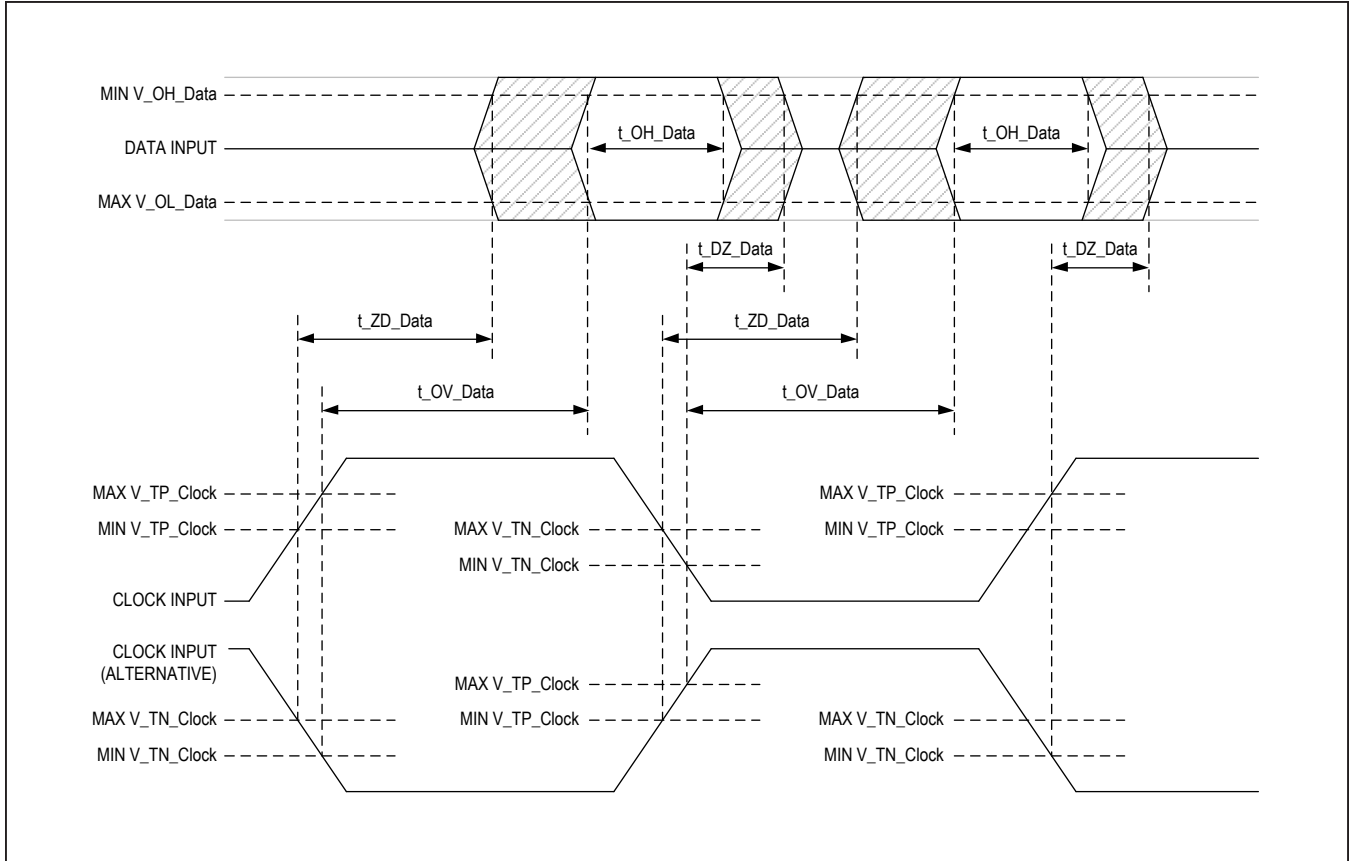 MIN V_OH_Data
DATA INPUT
MAX V_OL_Data
t_OH_Data
t_OH_Data
t_DZ_Data
t_DZ_Data
t_ZD_Data
t_ZD_Data
t_OV_Data
t_OV_Data
MAX V_TP_Clock
MIN V_TP_Clock
MAX V_TN_Clock
MIN V_TN_Clock
MAX V_TP_Clock
MIN V_TP_Clock
CLOCK INPUT
CLOCK INPUT
(ALTERNATIVE)
MAX V_TP_Clock
MIN V_TP_Clock
MAX V_TN_Clock
MIN V_TN_Clock
MAX V_TN_Clock
MIN V_TN_Clock